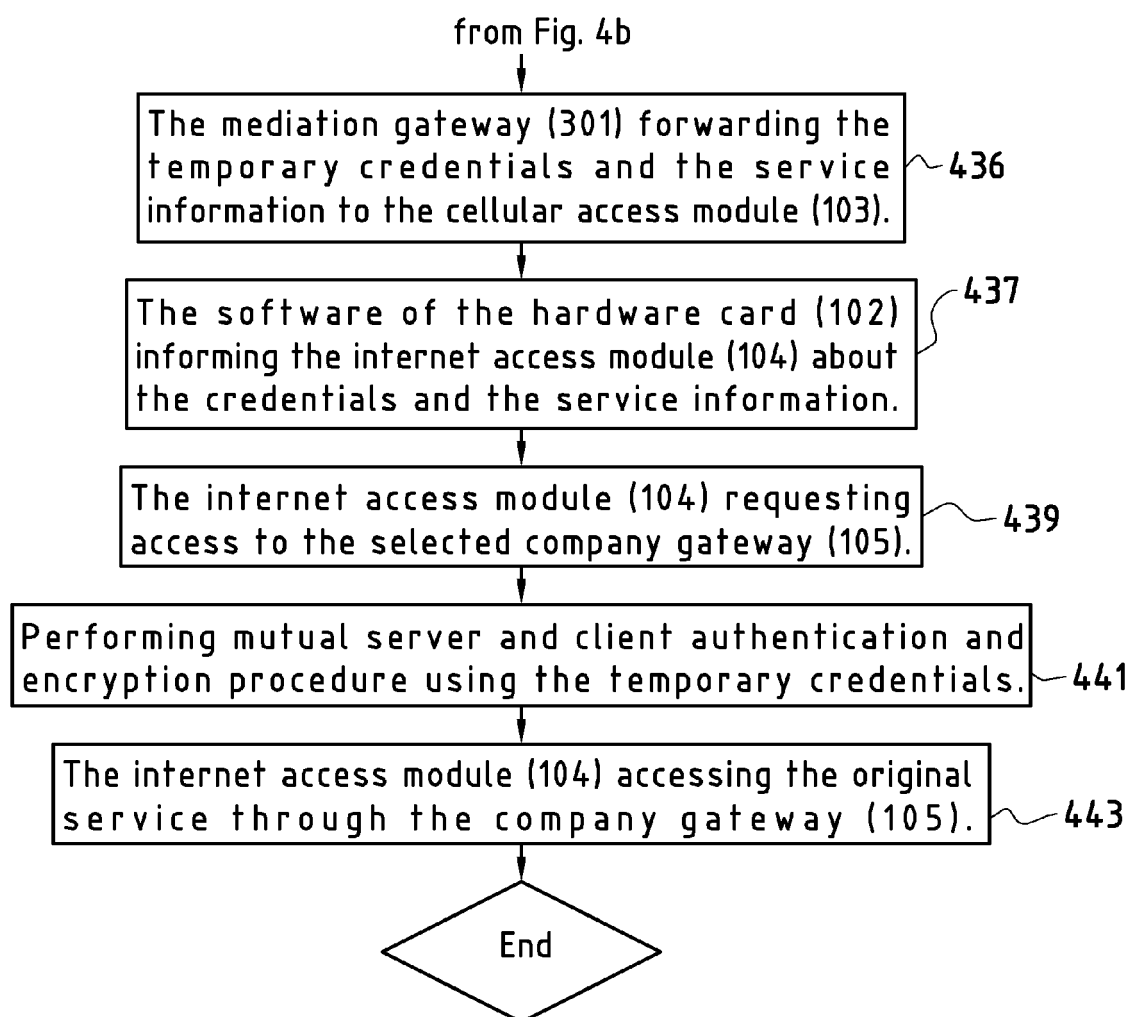 from Fig. 4b
The mediation gateway (301) forwarding the
temporary credentials and the service
information to the cellular access module (103).
436
The software of the hardware card (102)
informing the internet access module (104) about
the credentials and the service information.
437
The internet access module (104) requesting
access to the selected company gateway (105).
439
Performing mutual server and client authentication and
encryption procedure using the temporary credentials.
441
The internet access module (104) accessing the original
service through the company gateway (105).
443
End